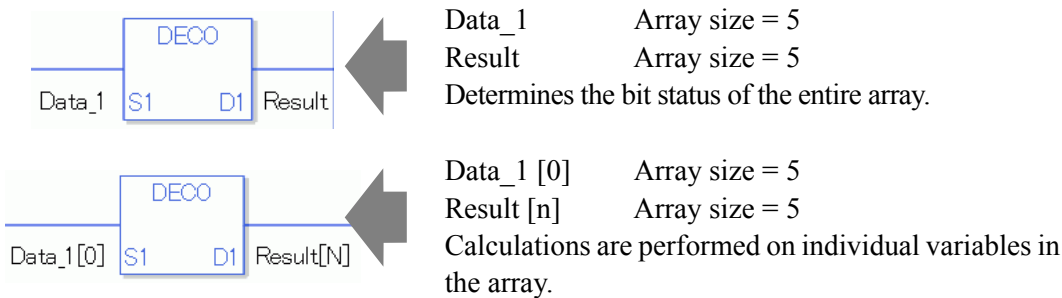 DECO
Data_1 S1 D1 Result
Data_1 Array size = 5
Result Array size = 5
Determines the bit status of the entire array.
DECO
Data_1[0] S1 D1 Result[N]
Data_1 [0] Array size = 5
Result [n] Array size = 5
Calculations are performed on individual variables in
the array.